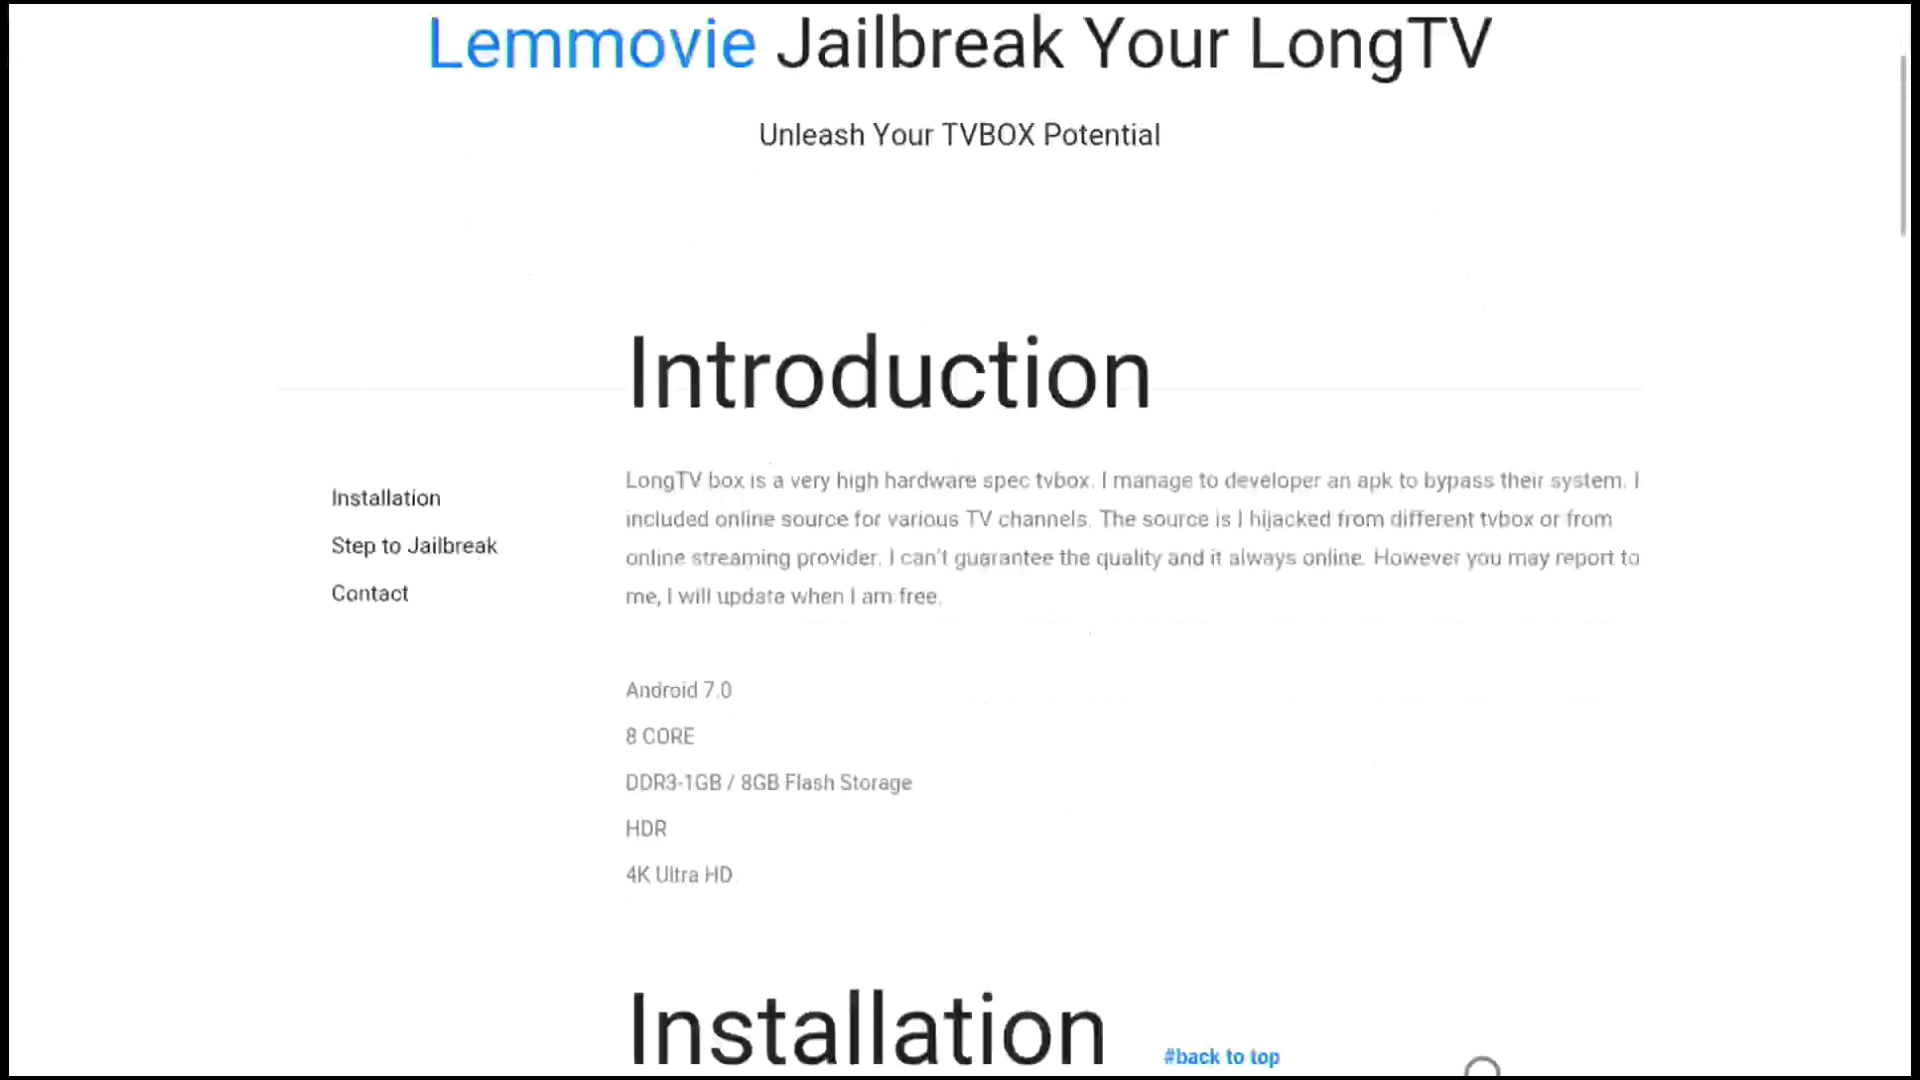 Lemmovie Jailbreak Your LongTV
Unleash Your TVBOX Potential
Introduction
Installation
Step to Jailbreak
Contact
LongTV box is a very high hardware spec tvbox. I manage to developer an apk to bypass their system. I
included online source for various TV channels. The source is I hijacked from different tvbox or from
online streaming provider. I can't guarantee the quality and it always online. However you may report to
me, I will update when I am free.
Android 7.0
8 CORE
DDR3-1GB / 8GB Flash Storage
HDR
4K Ultra HD
Installation
#back to top